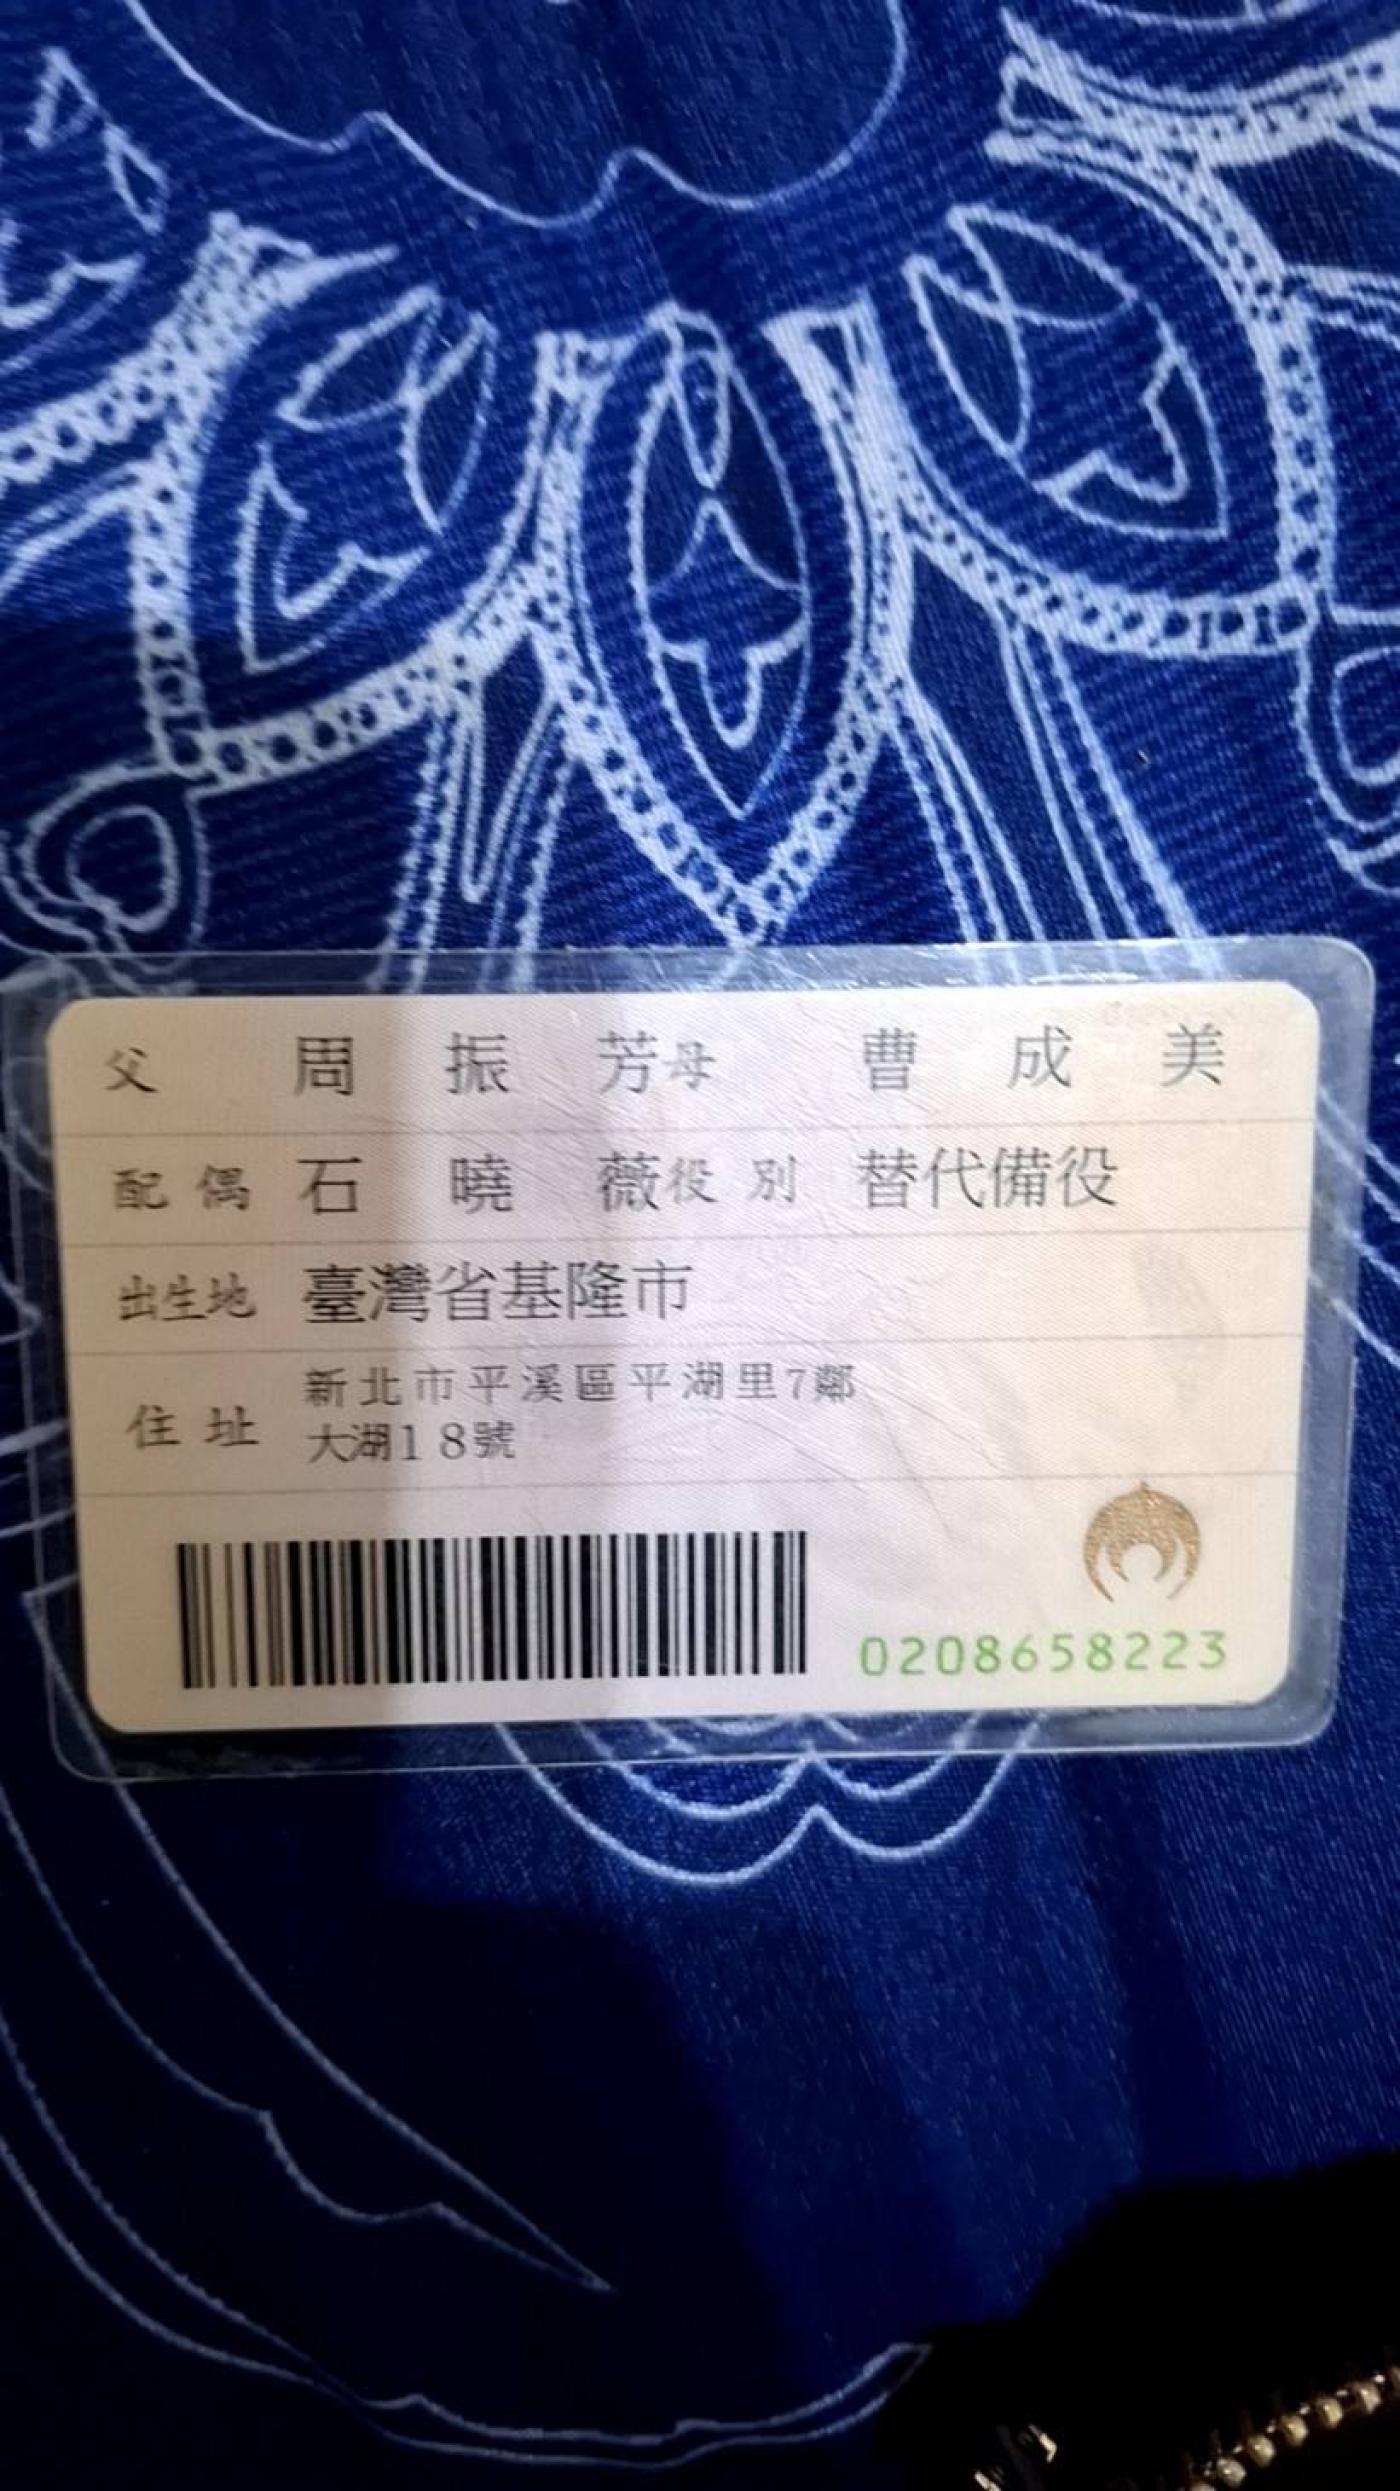 父 周振芳 母 曹成美
配偶 石曉薇 役別 替代備役
出生地 臺灣省基隆市
住址 新北市平溪區平湖里7鄰
大湖18號
0208658223